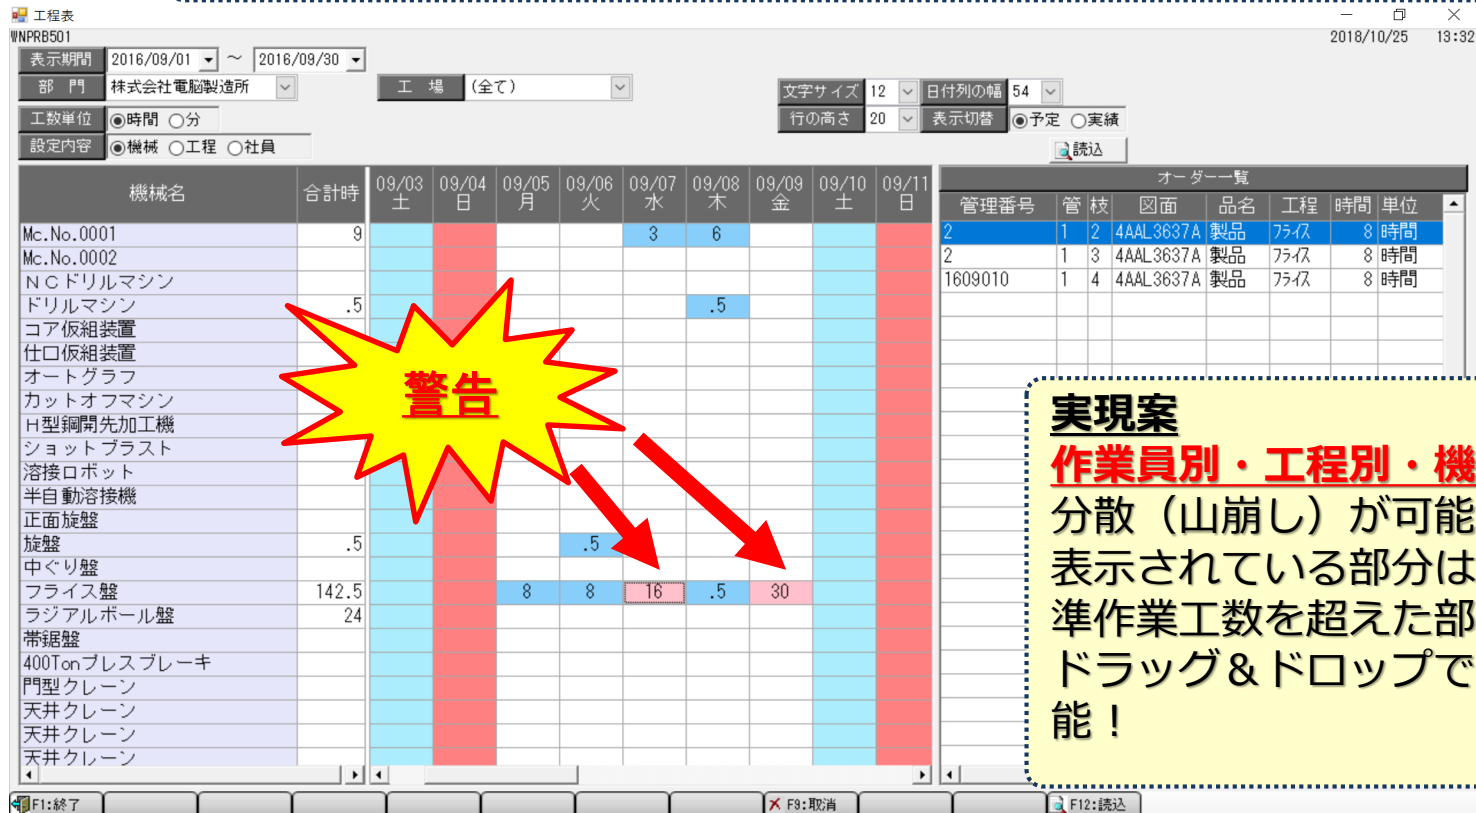 工程表
WNPRB501 2018/10/25 13:32
表示期間 2016/09/01 ～ 2016/09/30
部 門 株式会社電脳製造所 工 場 (全て) 文字サイズ 12 日付列の幅 54
工数単位 ◉時間 ○分 行の高さ 20 表示切替 ◉予定 ○実績
設定内容 ◉機械 ○工程 ○社員 読込
機械名 合計時 09/03 土 09/04 日 09/05 月 09/06 火 09/07 水 09/08 木 09/09 金 09/10 土 09/11 日
Mc.No.0001 9 3 6
Mc.No.0002
ＮＣドリルマシン
ドリルマシン .5 .5
コア仮組装置
仕口仮組装置
オートグラフ
カットオフマシン
Ｈ型鋼開先加工機
ショットブラスト
溶接ロボット
半自動溶接機
正面旋盤
旋盤 .5 .5
中ぐり盤
フライス盤 142.5 8 8 16 .5 30
ラジアルボール盤 24
帯鋸盤
400Tonプレスブレーキ
門型クレーン
天井クレーン
天井クレーン
天井クレーン
警告
オーダー一覧
管理番号 管 枝 図面 品名 工程 時間 単位
2 1 2 4AAL3637A 製品 ﾌﾗｲｽ 8 時間
2 1 3 4AAL3637A 製品 ﾌﾗｲｽ 8 時間
1609010 1 4 4AAL3637A 製品 ﾌﾗｲｽ 8 時間
実現案
作業員別・工程別・機
分散（山崩し）が可能
表示されている部分は
準作業工数を超えた部
ドラッグ＆ドロップで
能！
F1:終了 F9:取消 F12:読込